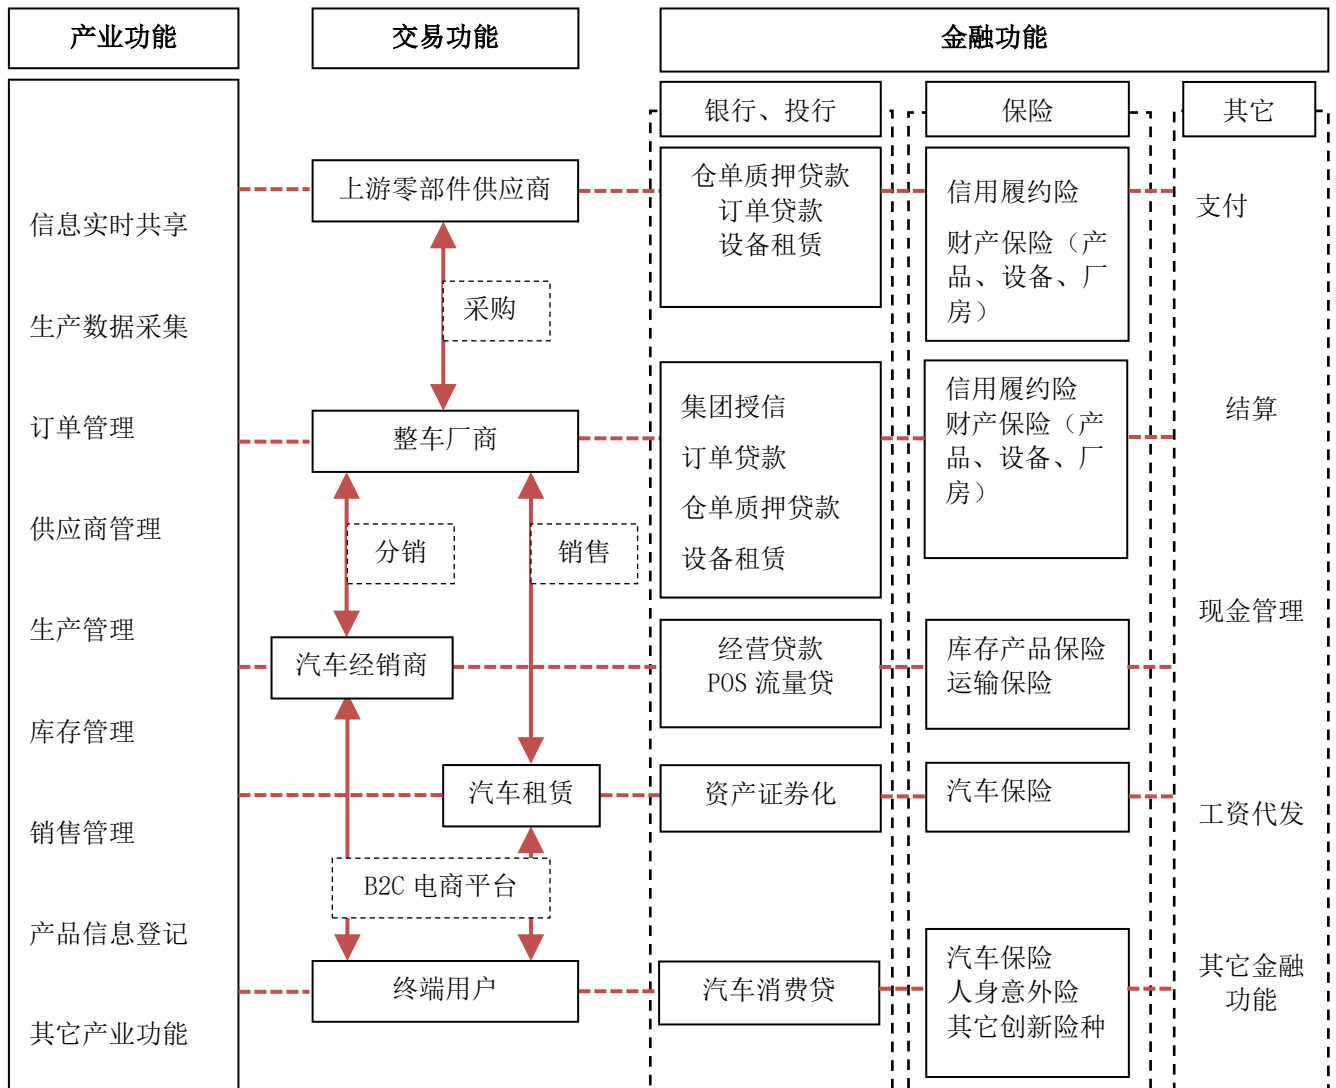 产业功能
交易功能
金融功能
银行、投行
保险
其它
信息实时共享
生产数据采集
订单管理
供应商管理
生产管理
库存管理
销售管理
产品信息登记
其它产业功能
上游零部件供应商
采购
整车厂商
分销
销售
汽车经销商
汽车租赁
B2C 电商平台
终端用户
仓单质押贷款
订单贷款
设备租赁
集团授信
订单贷款
仓单质押贷款
设备租赁
经营贷款
POS 流量贷
资产证券化
汽车消费贷
信用履约险
财产保险（产
品、设备、厂
房）
信用履约险
财产保险（产
品、设备、厂
房）
库存产品保险
运输保险
汽车保险
汽车保险
人身意外险
其它创新险种
支付
结算
现金管理
工资代发
其它金融
功能